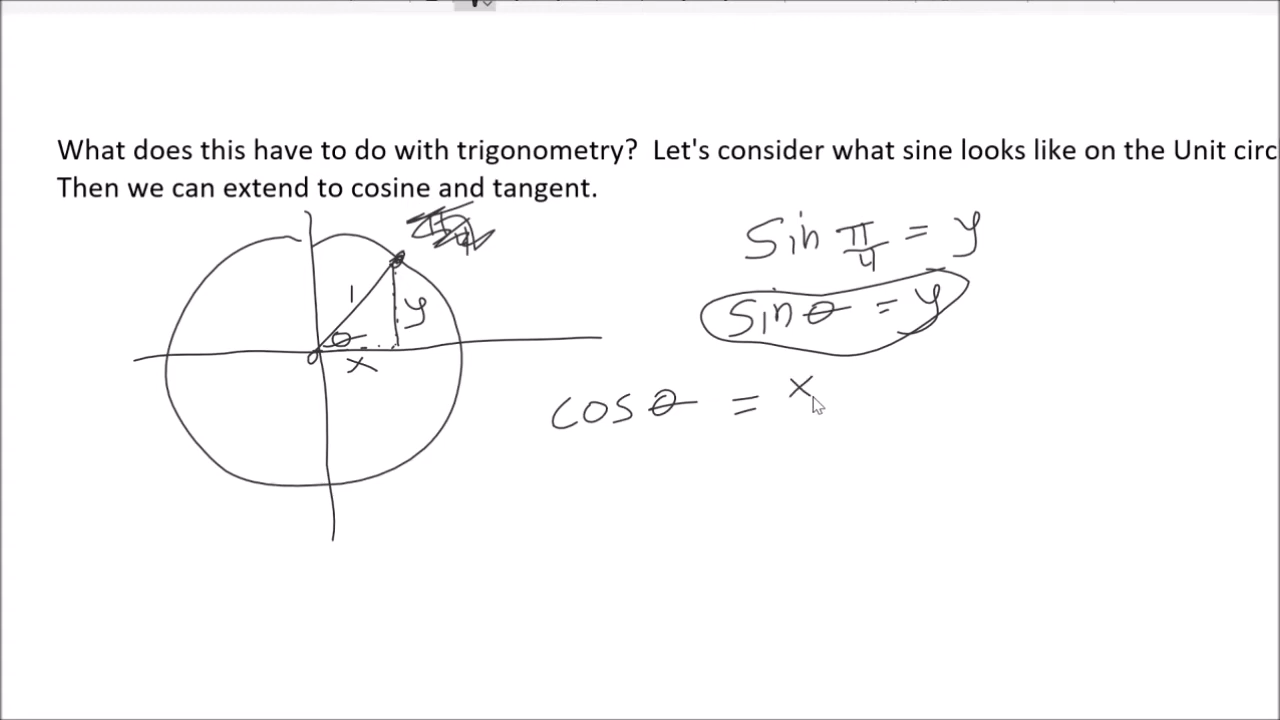 What does this have to do with trigonometry? Let's consider what sine looks like on the Unit circ
Then we can extend to cosine and tangent.
sin π/4 = y
1
y
sin θ = y
θ
x
cos θ = x